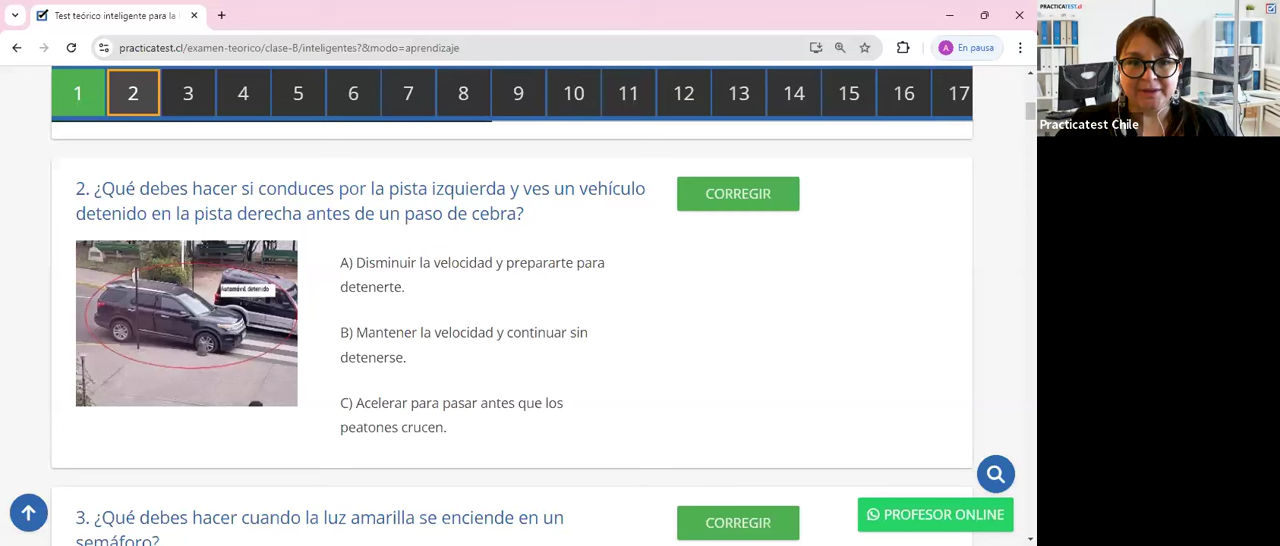 Test teórico inteligente para la
practicatest.cl/examen-teorico/clase-B/inteligentes?&modo=aprendizaje
A
En pausa
PRACTICATEST.cl
Practicatest Chile
1 2 3 4 5 6 7 8 9 10 11 12 13 14 15 16 17
2. ¿Qué debes hacer si conduces por la pista izquierda y ves un vehículo
detenido en la pista derecha antes de un paso de cebra?
CORREGIR
Automóvil detenido
A) Disminuir la velocidad y prepararte para
detenerte.
B) Mantener la velocidad y continuar sin
detenerse.
C) Acelerar para pasar antes que los
peatones crucen.
3. ¿Qué debes hacer cuando la luz amarilla se enciende en un
semáforo?
CORREGIR
PROFESOR ONLINE